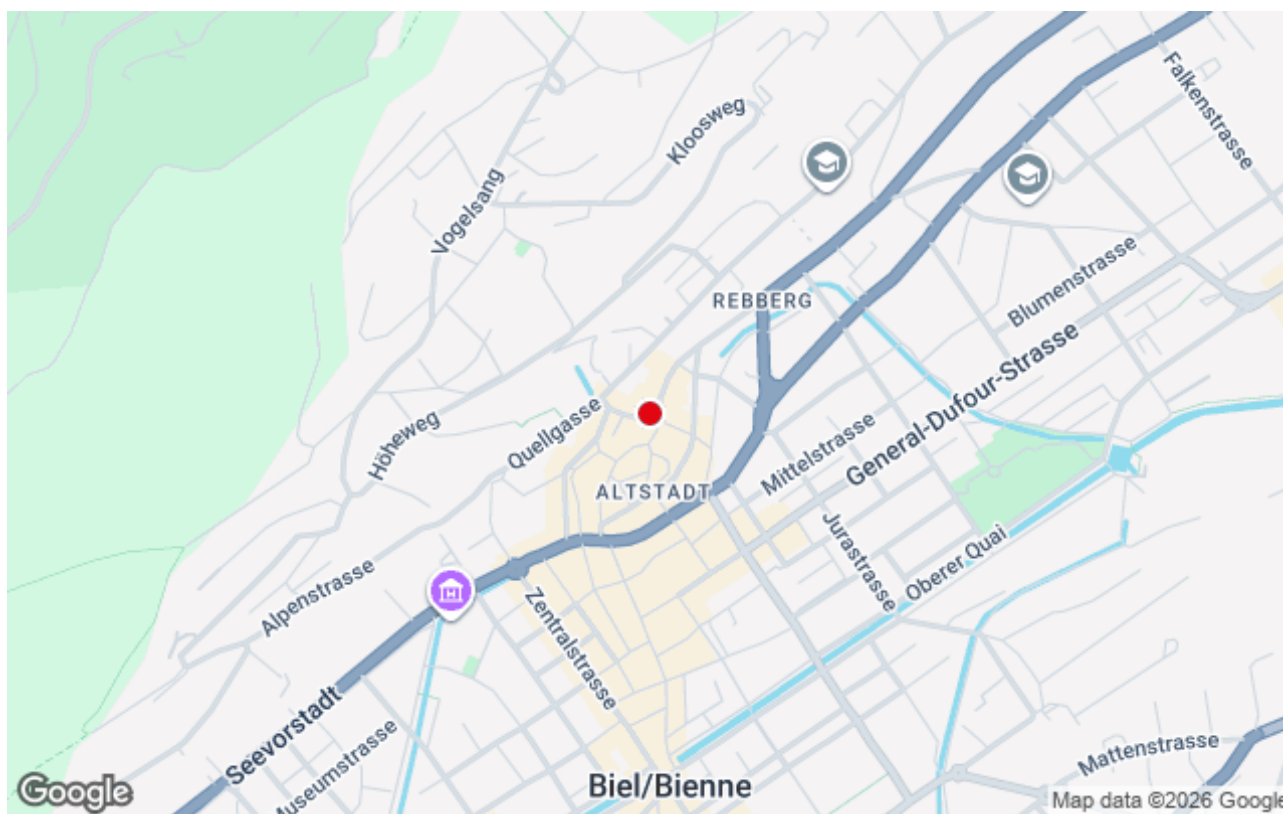 Falkenstrasse
Kloosweg
Vogelsang
Blumenstrasse
REBBERG
General-Dufour-Strasse
Höheweg
Quellgasse
Mittelstrasse
ALTSTADT
Jurastrasse
Oberer Quai
Alpenstrasse
Zentralstrasse
Seevorstadt
Museumstrasse
Mattenstrasse
Biel/Bienne
Google
Map data ©2026 Google